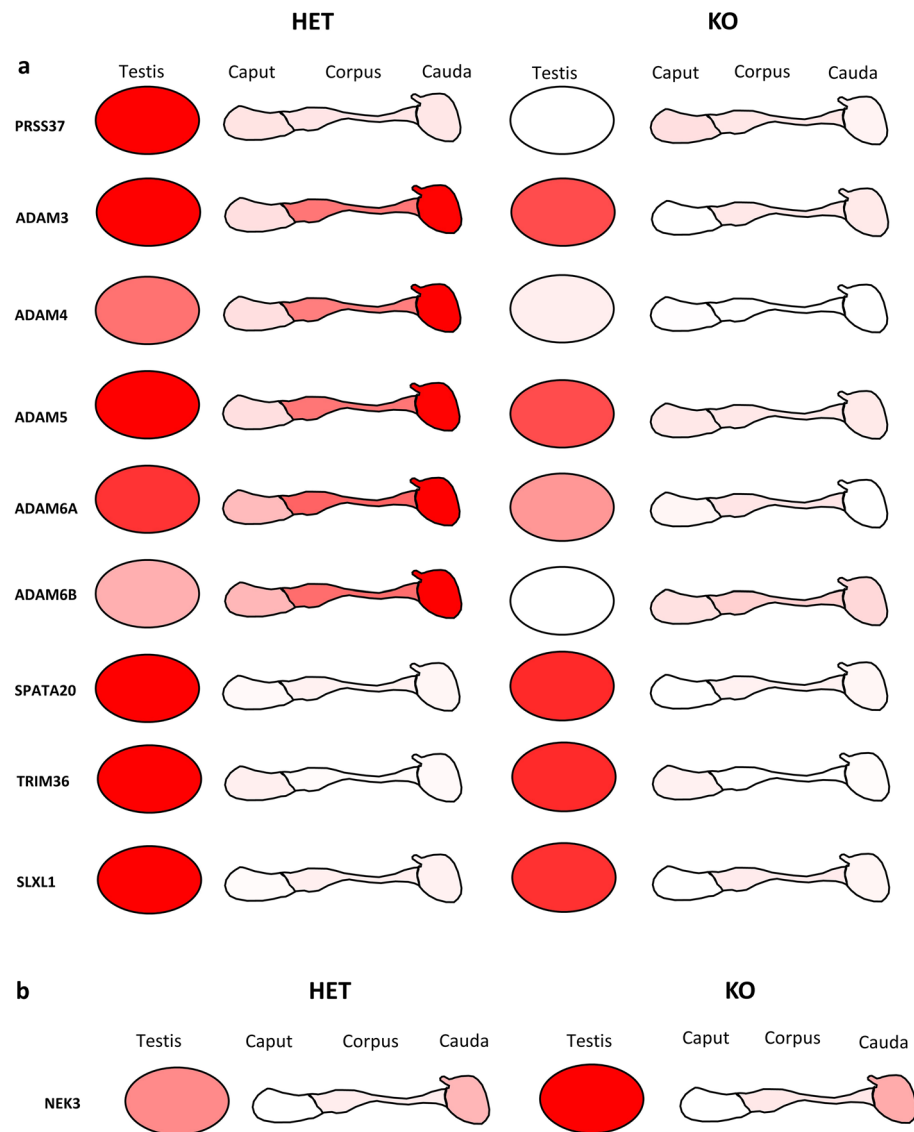 HET KO
a
Testis Caput Corpus Cauda Testis Caput Corpus Cauda
PRSS37
ADAM3
ADAM4
ADAM5
ADAM6A
ADAM6B
SPATA20
TRIM36
SLXL1
b HET KO
Testis Caput Corpus Cauda Testis Caput Corpus Cauda
NEK3